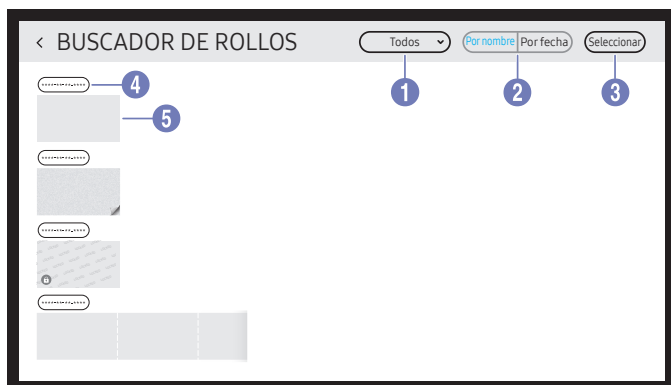 < BUSCADOR DE ROLLOS
Todos
Por nombre Por fecha
Seleccionar
1
2
3
4
5